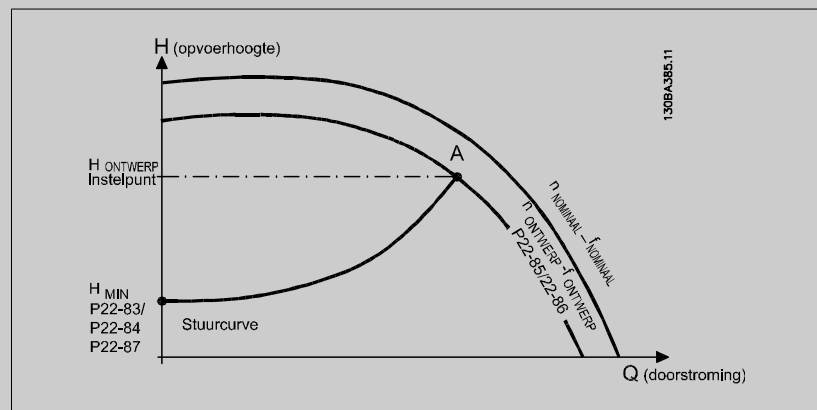 H (opvoerhoogte)
130BA385.11
A
H ONTWERP
Instelpunt
n NOMINAAL – f NOMINAAL
n ONTWERP -f ONTWERP
P22-85/22-86
H MIN
P22-83/
P22-84
P22-87
Stuurcurve
Q (doorstroming)